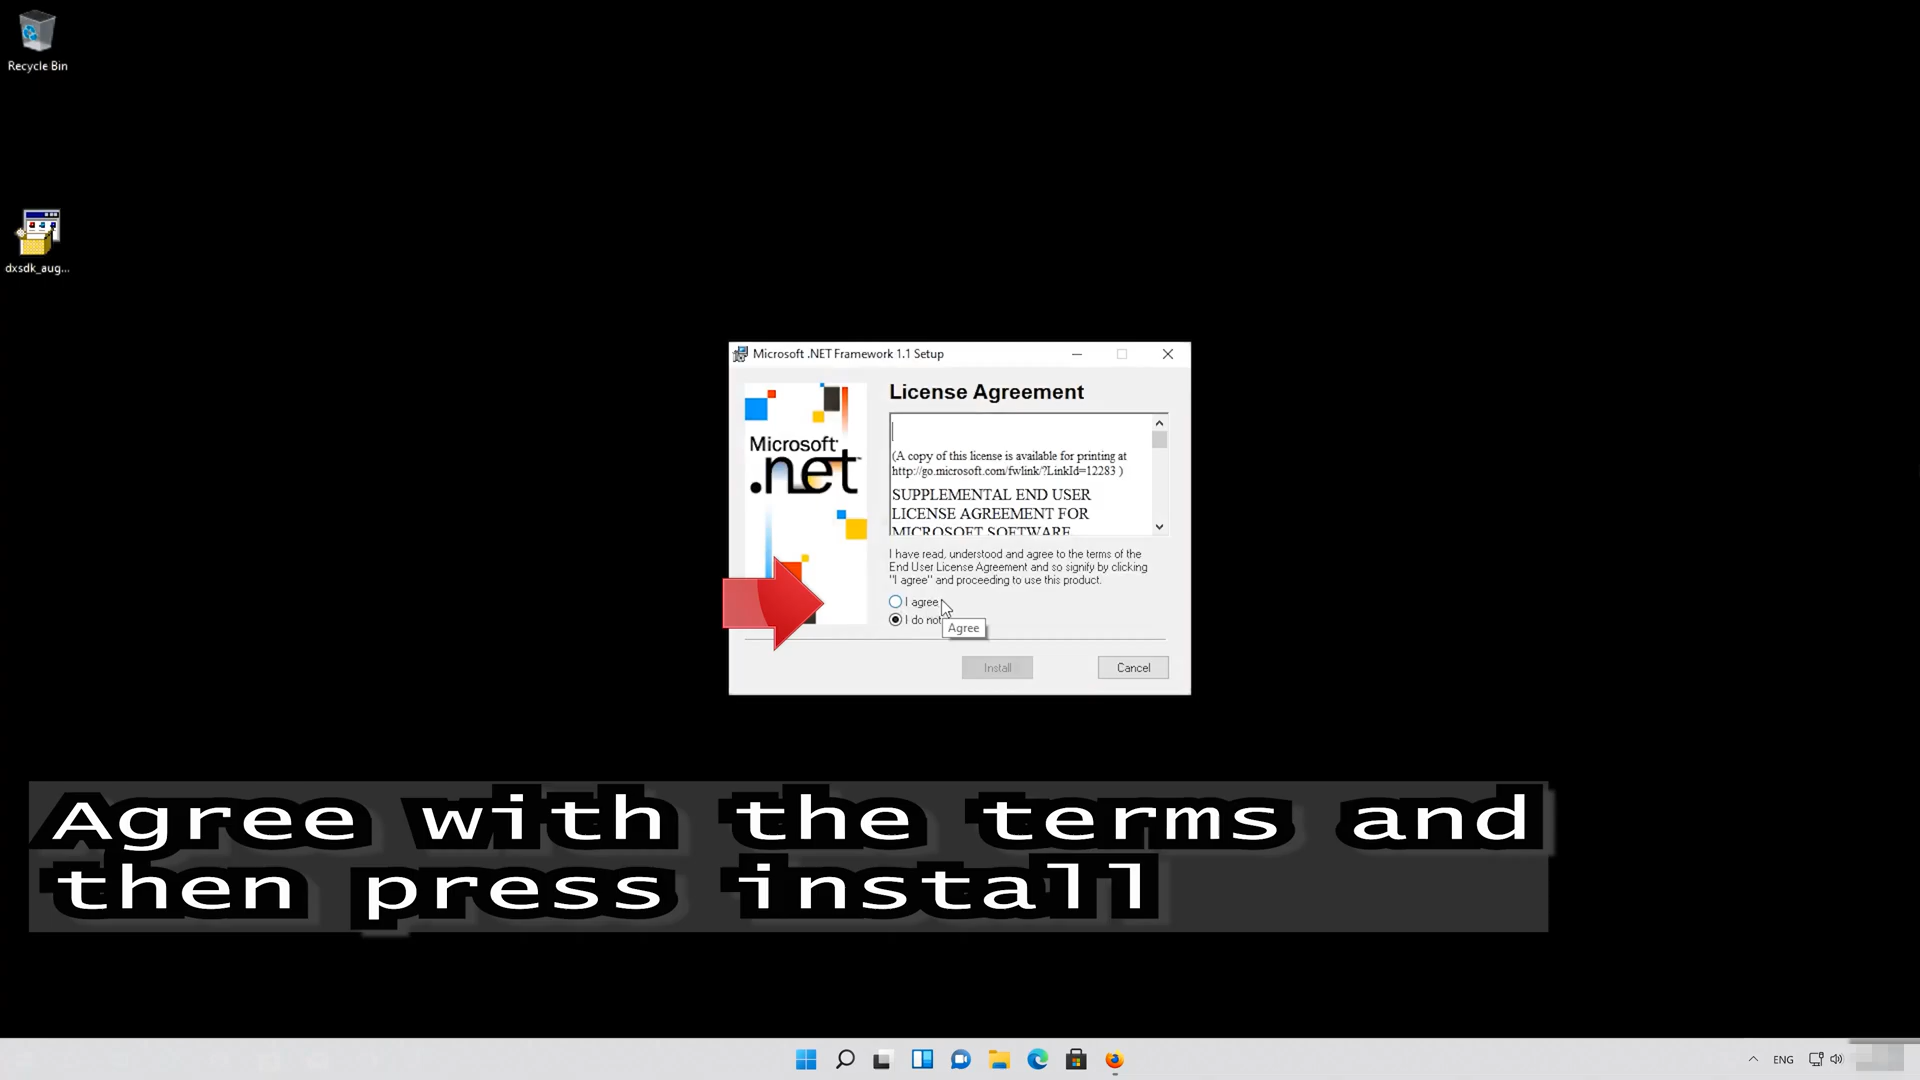 Recycle Bin
dxsdk_aug...
Microsoft .NET Framework 1.1 Setup
Microsoft
.net
License Agreement
(A copy of this license is available for printing at
http://go.microsoft.com/fwlink/?LinkId=12283 )
SUPPLEMENTAL END USER
LICENSE AGREEMENT FOR
MICROSOFT SOFTWARE
I have read, understood and agree to the terms of the
End User License Agreement and so signify by clicking
"I agree" and proceeding to use this product.
I agree
I do not
Agree
Install
Cancel
Agree with the terms and
then press install
ENG